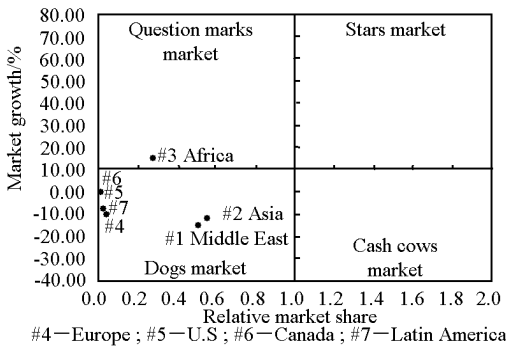 80.00
Question marks market
Stars market
70.00
60.00
50.00
40.00
30.00
20.00
10.00
0.00
-10.00
-20.00
-30.00
-40.00
Market growth/%
#3 Africa
#6
#5
#7
#4
#2 Asia
#1 Middle East
Dogs market
Cash cows market
0.0 0.2 0.4 0.6 0.8 1.0 1.2 1.4 1.6 1.8 2.0
Relative market share
#4—Europe ; #5—U.S ; #6—Canada ; #7—Latin America